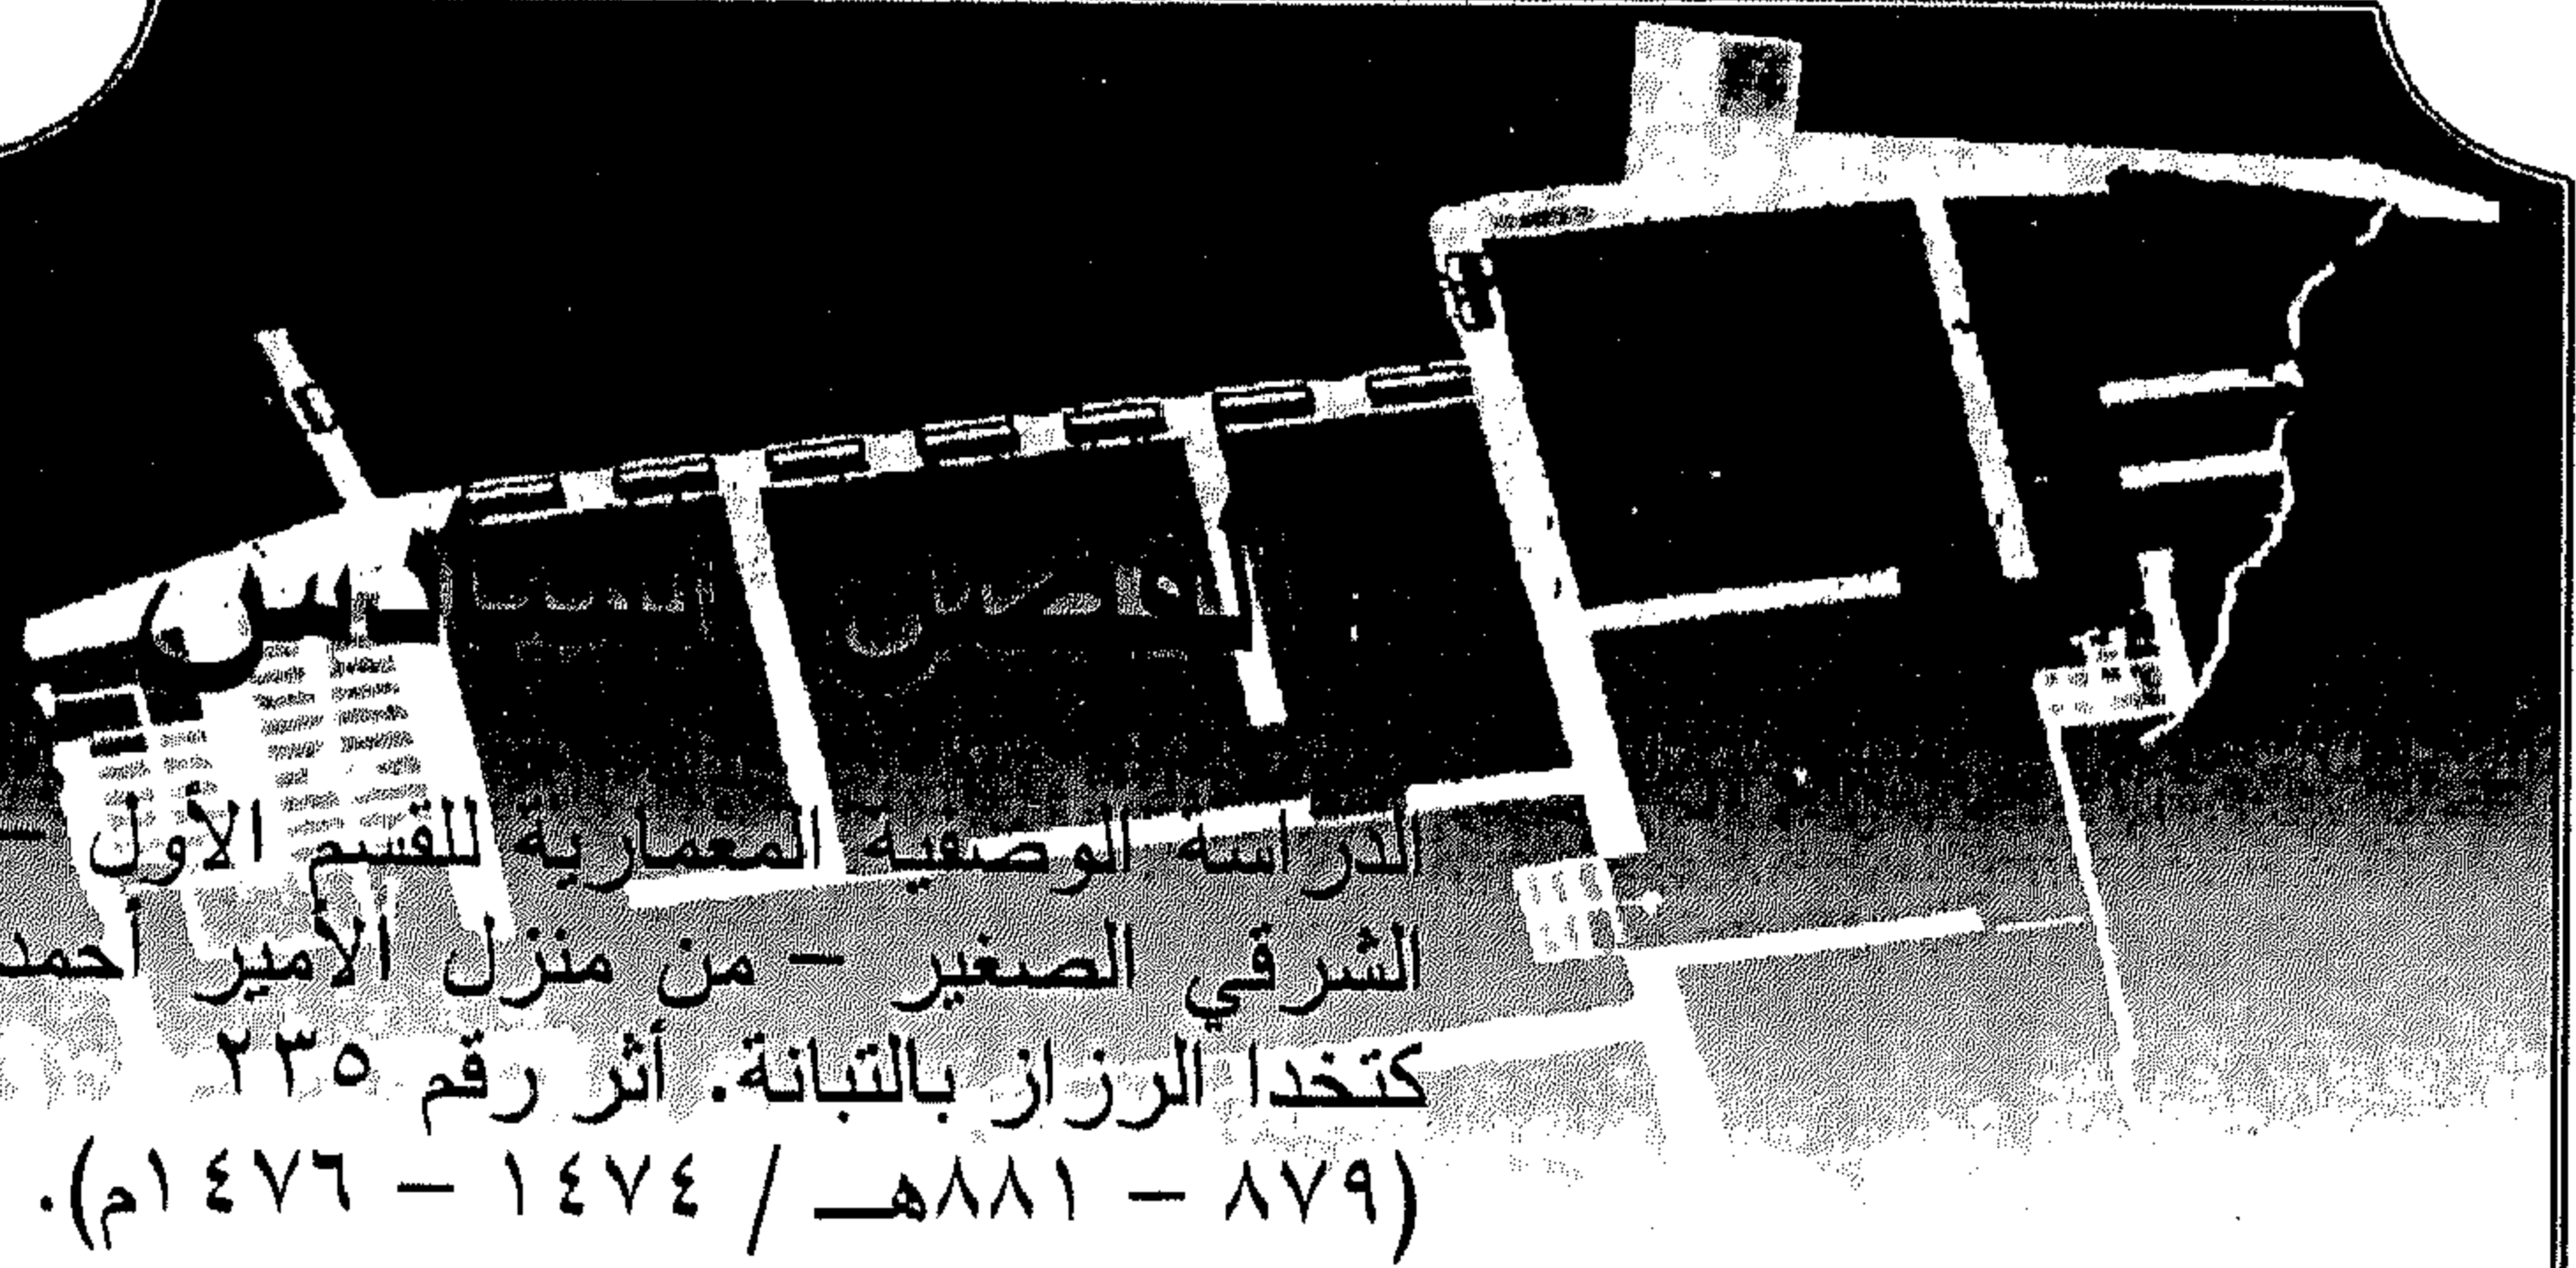 الفصل السادس
الدراسة الوصفية المعمارية للقسم الأول –
الشرقي الصغير – من منزل الأمير أحمد
كتخدا الرزاز بالتبانة. أثر رقم ٢٣٥
(٨٧٩ – ٨٨١هـ / ١٤٧٤ – ١٤٧٦م).